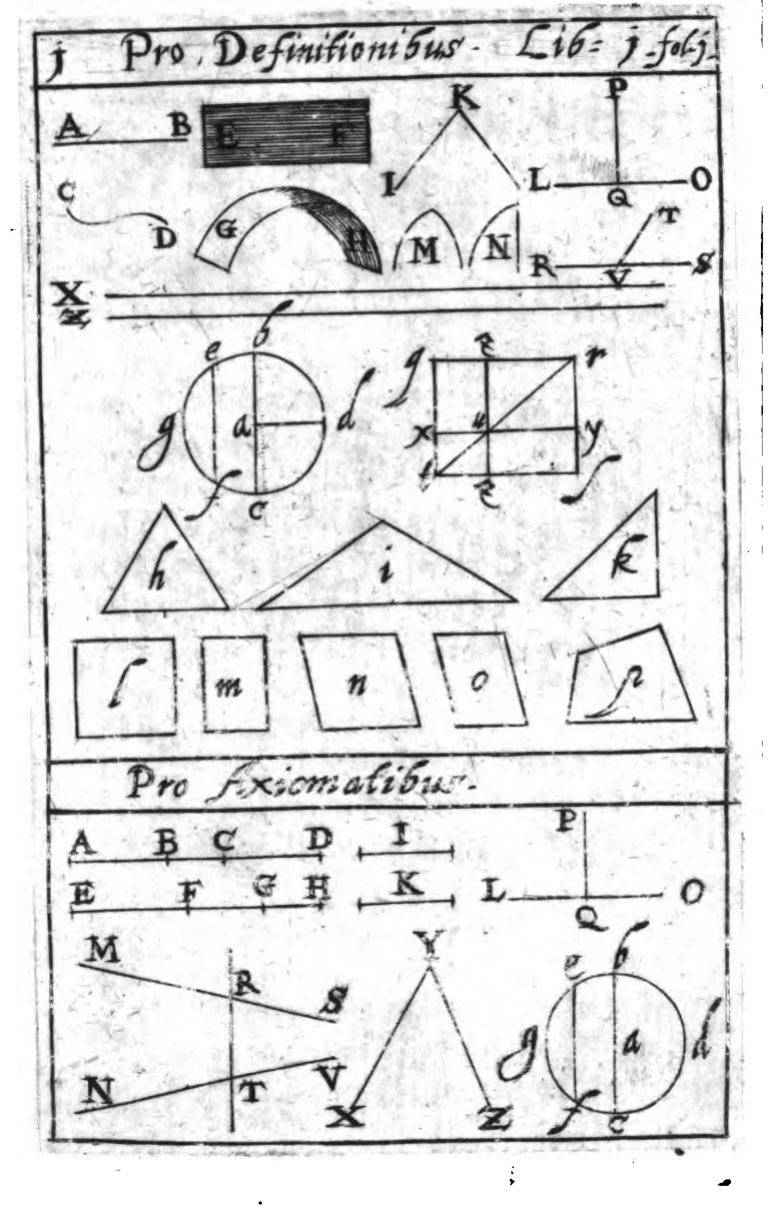 j Pro. Definitionibus. Lib= j fol. j.
A B E F K P
I L Q O
C D G H M N T
R V S
X
Z
e b q z r
g a d x u y
f c t z s
h i k
l m n o p
Pro Axiomatibus.
A B C D I P
E F G H K L Q O
M R S Y e b
g a d
N T V X Z f c